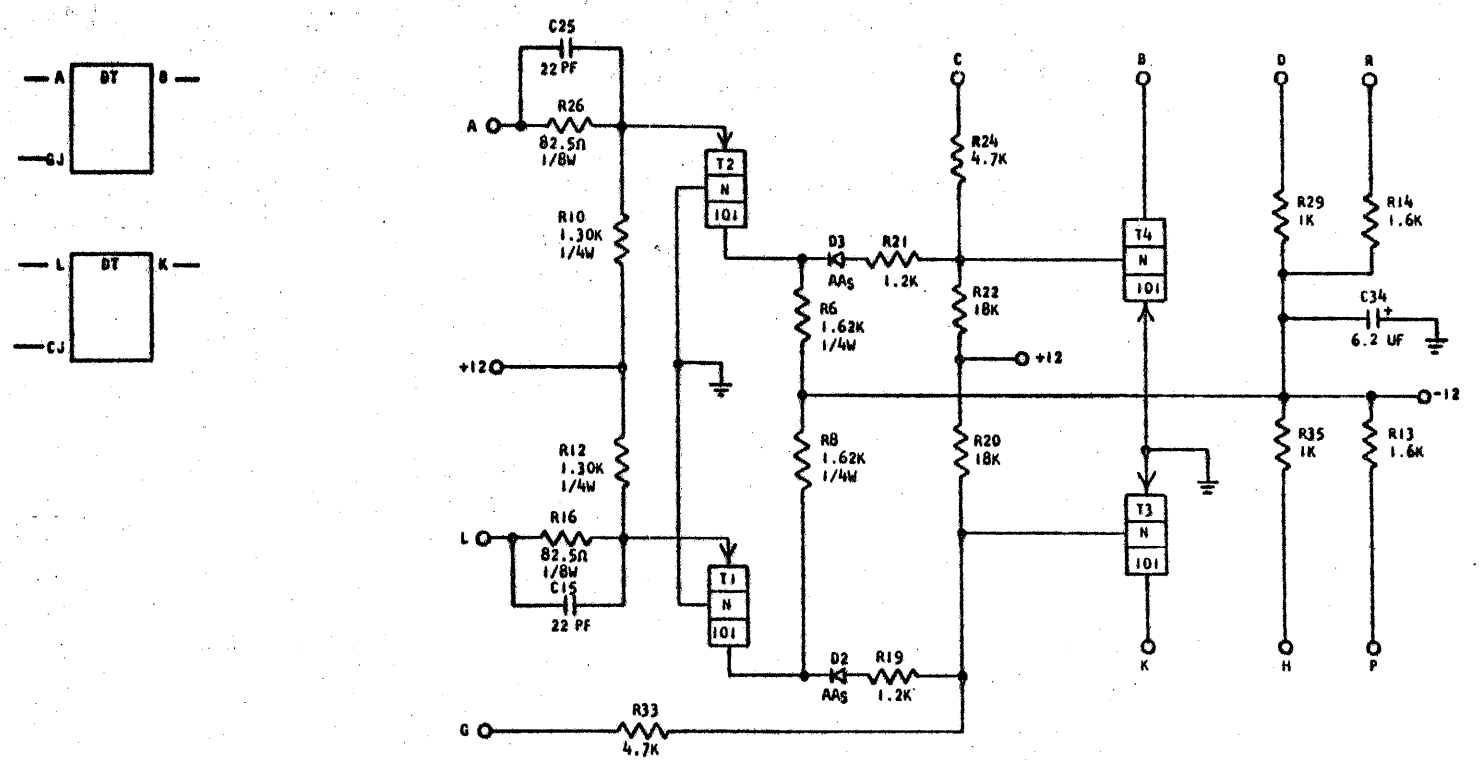 A DT B
GJ
L DT K
CJ
C25
22 PF
A
R26
82.5Ω
1/8W
T2
N
101
R10
1.30K
1/4W
+12
R12
1.30K
1/4W
L
R16
82.5Ω
1/8W
C15
22 PF
T1
N
101
G
R33
4.7K
D3
AAS
R21
1.2K
R6
1.62K
1/4W
R8
1.62K
1/4W
D2
AAS
R19
1.2K
C
R24
4.7K
R22
18K
+12
R20
18K
B
T4
N
101
T3
N
101
K
D
R29
1K
R
R14
1.6K
C34
+
6.2 UF
-12
R35
1K
R13
1.6K
H
P